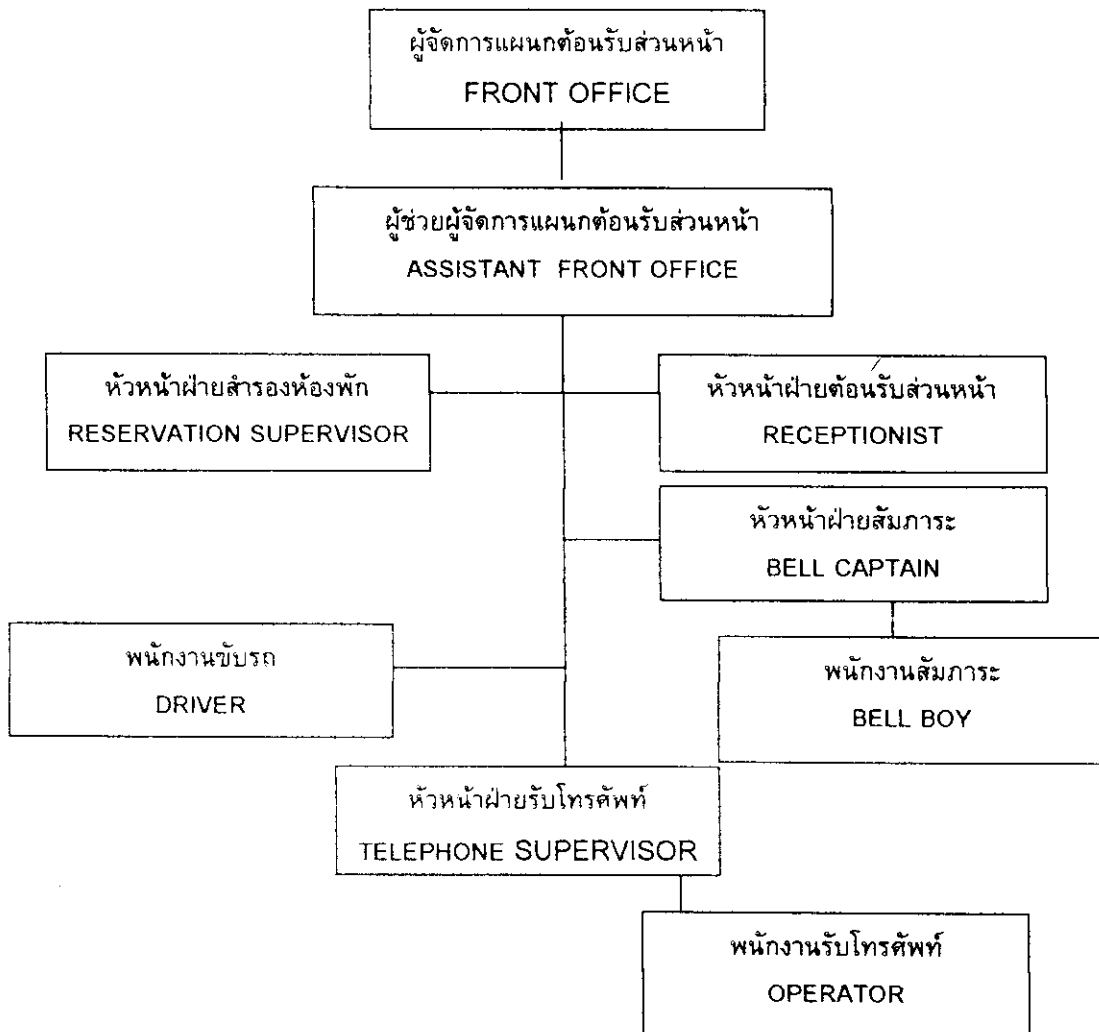 ผู้จัดการแผนกต้อนรับส่วนหน้า
FRONT OFFICE
ผู้ช่วยผู้จัดการแผนกต้อนรับส่วนหน้า
ASSISTANT FRONT OFFICE
หัวหน้าฝ่ายสำรองห้องพัก
RESERVATION SUPERVISOR
หัวหน้าฝ่ายต้อนรับส่วนหน้า
RECEPTIONIST
หัวหน้าฝ่ายสัมภาระ
BELL CAPTAIN
พนักงานขับรถ
DRIVER
พนักงานสัมภาระ
BELL BOY
หัวหน้าฝ่ายรับโทรศัพท์
TELEPHONE SUPERVISOR
พนักงานรับโทรศัพท์
OPERATOR